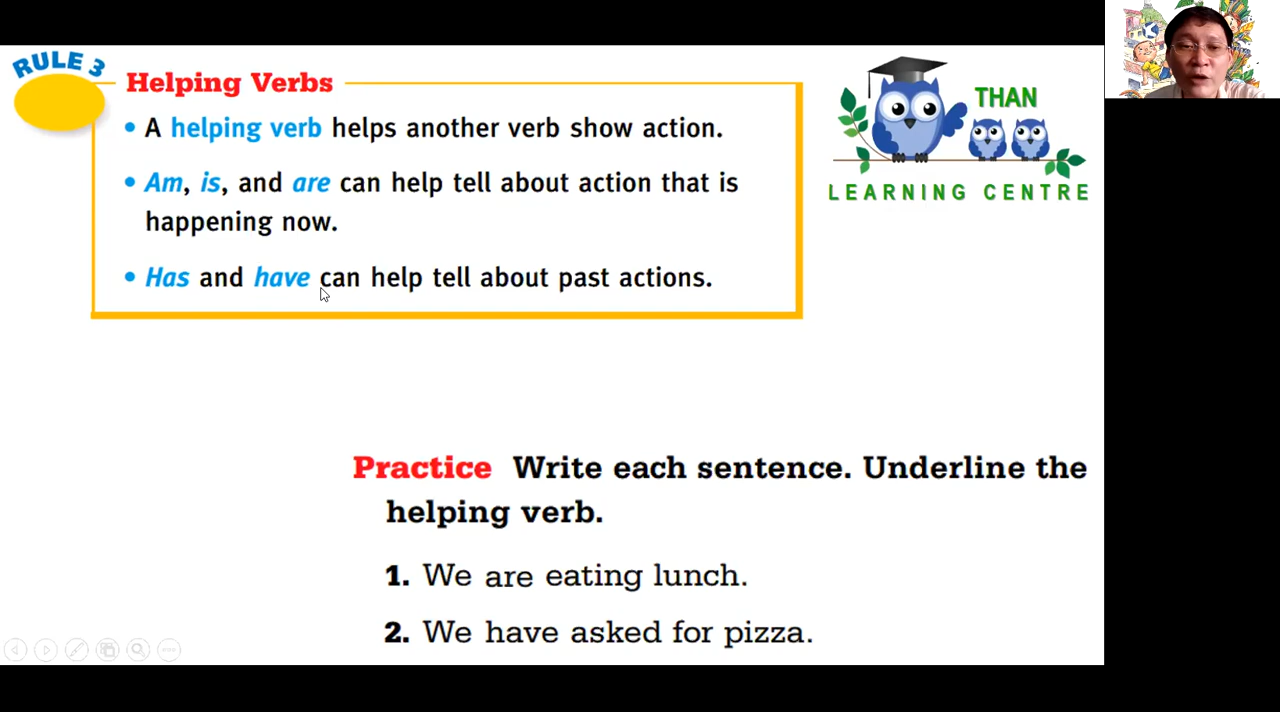 RULE 3
Helping Verbs
• A helping verb helps another verb show action.
• Am, is, and are can help tell about action that is
happening now.
• Has and have can help tell about past actions.
THAN
LEARNING CENTRE
Practice Write each sentence. Underline the
helping verb.
1. We are eating lunch.
2. We have asked for pizza.